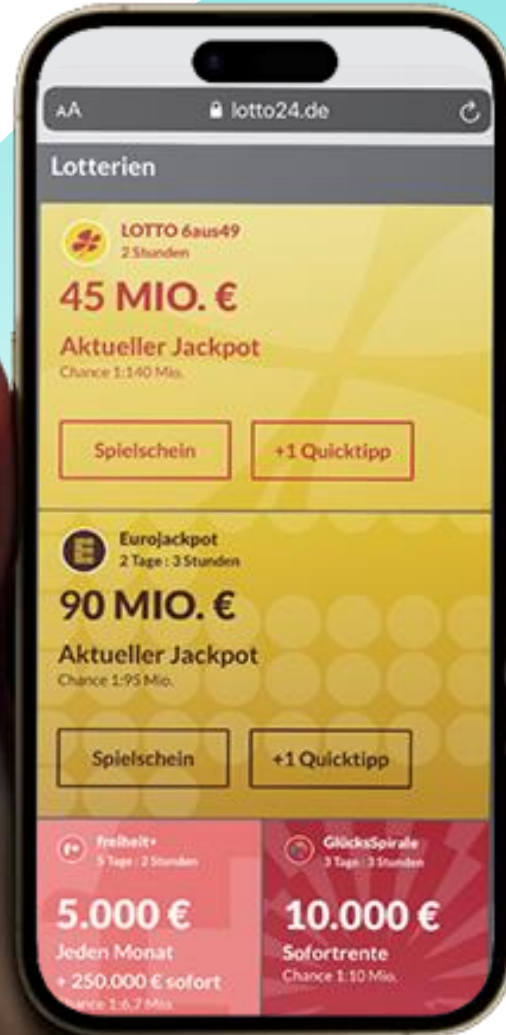 AA lotto24.de
Lotterien
LOTTO 6aus49
2 Stunden
45 MIO. €
Aktueller Jackpot
Chance 1:140 Mio.
Spielschein +1 Quicktipp
Eurojackpot
2 Tage : 3 Stunden
90 MIO. €
Aktueller Jackpot
Chance 1:95 Mio.
Spielschein +1 Quicktipp
freiheit+
5 Tage : 2 Stunden
5.000 €
Jeden Monat
+ 250.000 € sofort
Chance 1:6,7 Mio.
GlücksSpirale
3 Tage : 3 Stunden
10.000 €
Sofortrente
Chance 1:10 Mio.